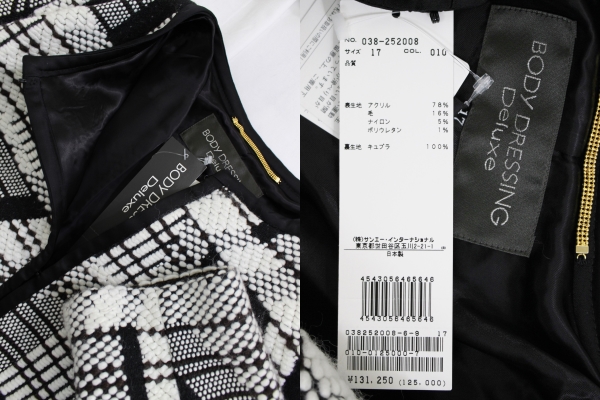 BODY DRESSING
Deluxe
BODY DRESSING
Deluxe
NO. 038-252008
サイズ 17 COL. 010
品質
表生地 アクリル 78%
毛 16%
ナイロン 5%
ポリウレタン 1%
裏生地 キュプラ 100%
(株)サンエー・インターナショナル
東京都世田谷区玉川2-21-1
日本製
4543056465646
4543056465646
038252008-6-9 17
010-0125000-7
¥131,250 (125,000)
17
BODY DRESSING
Deluxe